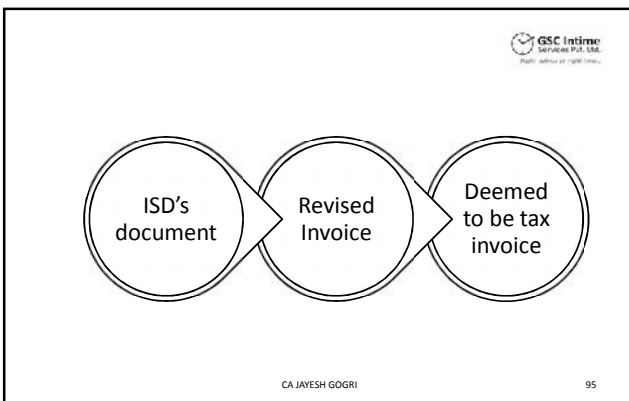 GSC Intime
Services Pvt. Ltd.
ISD's
document
Revised
Invoice
Deemed
to be tax
invoice
CA JAYESH GOGRI
95